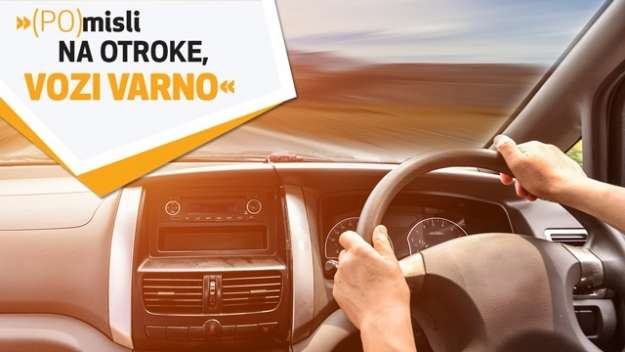 »(PO)misli
NA OTROKE,
VOZI VARNO«